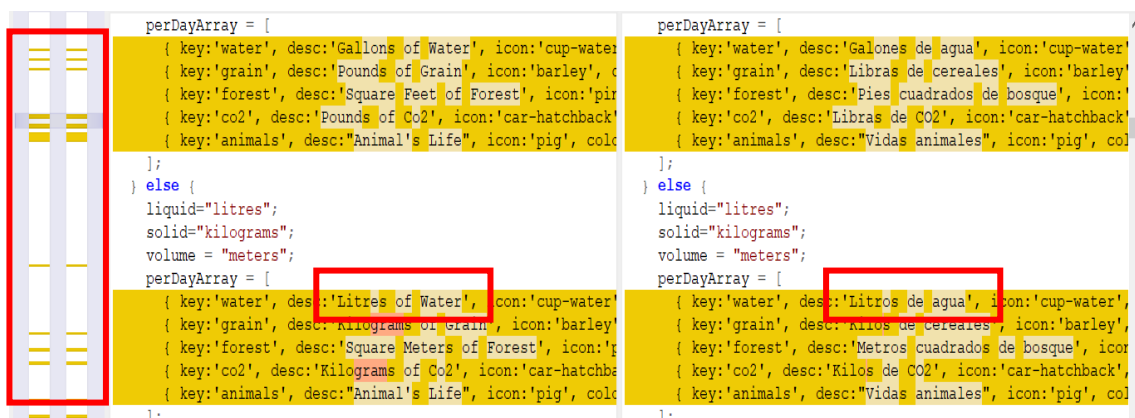 perDayArray = [
{ key:'water', desc:'Gallons of Water', icon:'cup-water
{ key:'grain', desc:'Pounds of Grain', icon:'barley',
{ key:'forest', desc:'Square Feet of Forest', icon:'pin
{ key:'co2', desc:'Pounds of Co2', icon:'car-hatchback'
{ key:'animals', desc:"Animal's Life", icon:'pig', colo
];
} else {
liquid="litres";
solid="kilograms";
volume = "meters";
perDayArray = [
{ key:'water', desc:'Litres of Water', icon:'cup-water'
{ key:'grain', desc:'Kilograms of Grain', icon:'barley'
{ key:'forest', desc:'Square Meters of Forest', icon:'p
{ key:'co2', desc:'Kilograms of Co2', icon:'car-hatchba
{ key:'animals', desc:"Animal's Life", icon:'pig', colo
];
perDayArray = [
{ key:'water', desc:'Galones de agua', icon:'cup-water'
{ key:'grain', desc:'Libras de cereales', icon:'barley'
{ key:'forest', desc:'Pies cuadrados de bosque', icon:'
{ key:'co2', desc:'Libras de CO2', icon:'car-hatchback'
{ key:'animals', desc:"Vidas animales", icon:'pig', col
];
} else {
liquid="litres";
solid="kilograms";
volume = "meters";
perDayArray = [
{ key:'water', desc:'Litros de agua', icon:'cup-water',
{ key:'grain', desc:'Kilos de cereales', icon:'barley',
{ key:'forest', desc:'Metros cuadrados de bosque', icon
{ key:'co2', desc:'Kilos de CO2', icon:'car-hatchback',
{ key:'animals', desc:"Vidas animales", icon:'pig', col
];